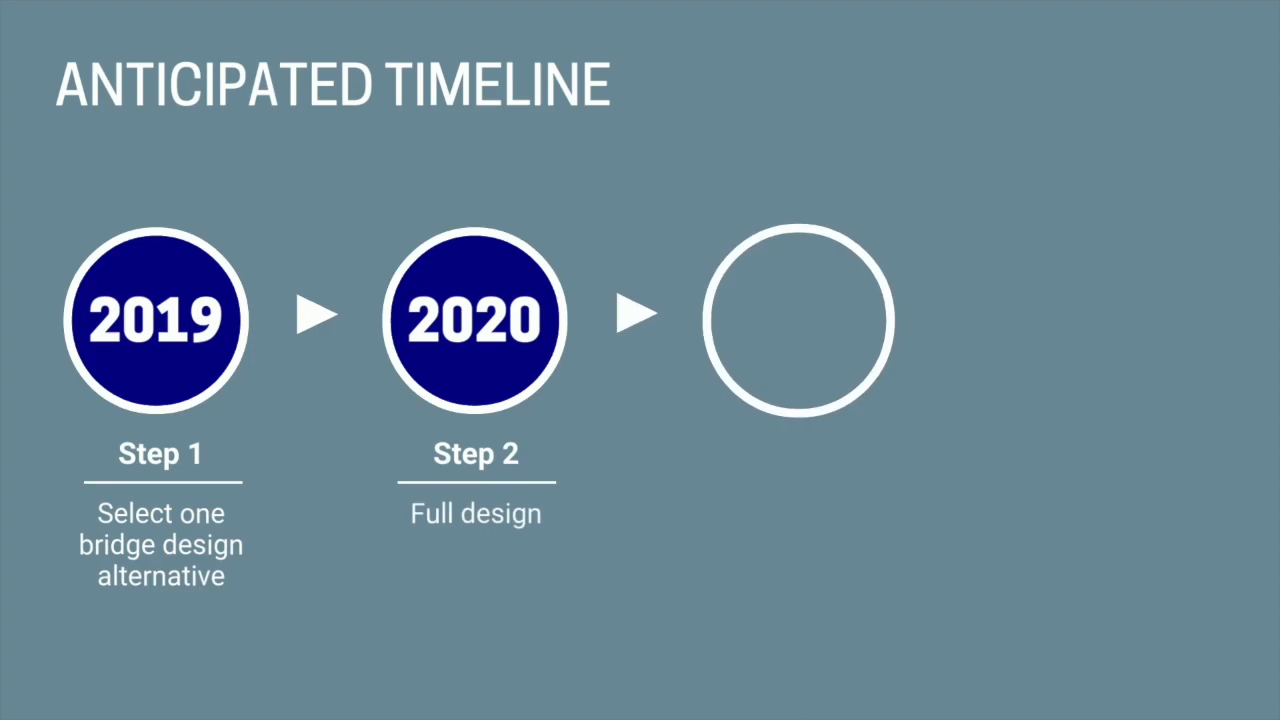 ANTICIPATED TIMELINE
2019
2020
Step 1
Select one
bridge design
alternative
Step 2
Full design